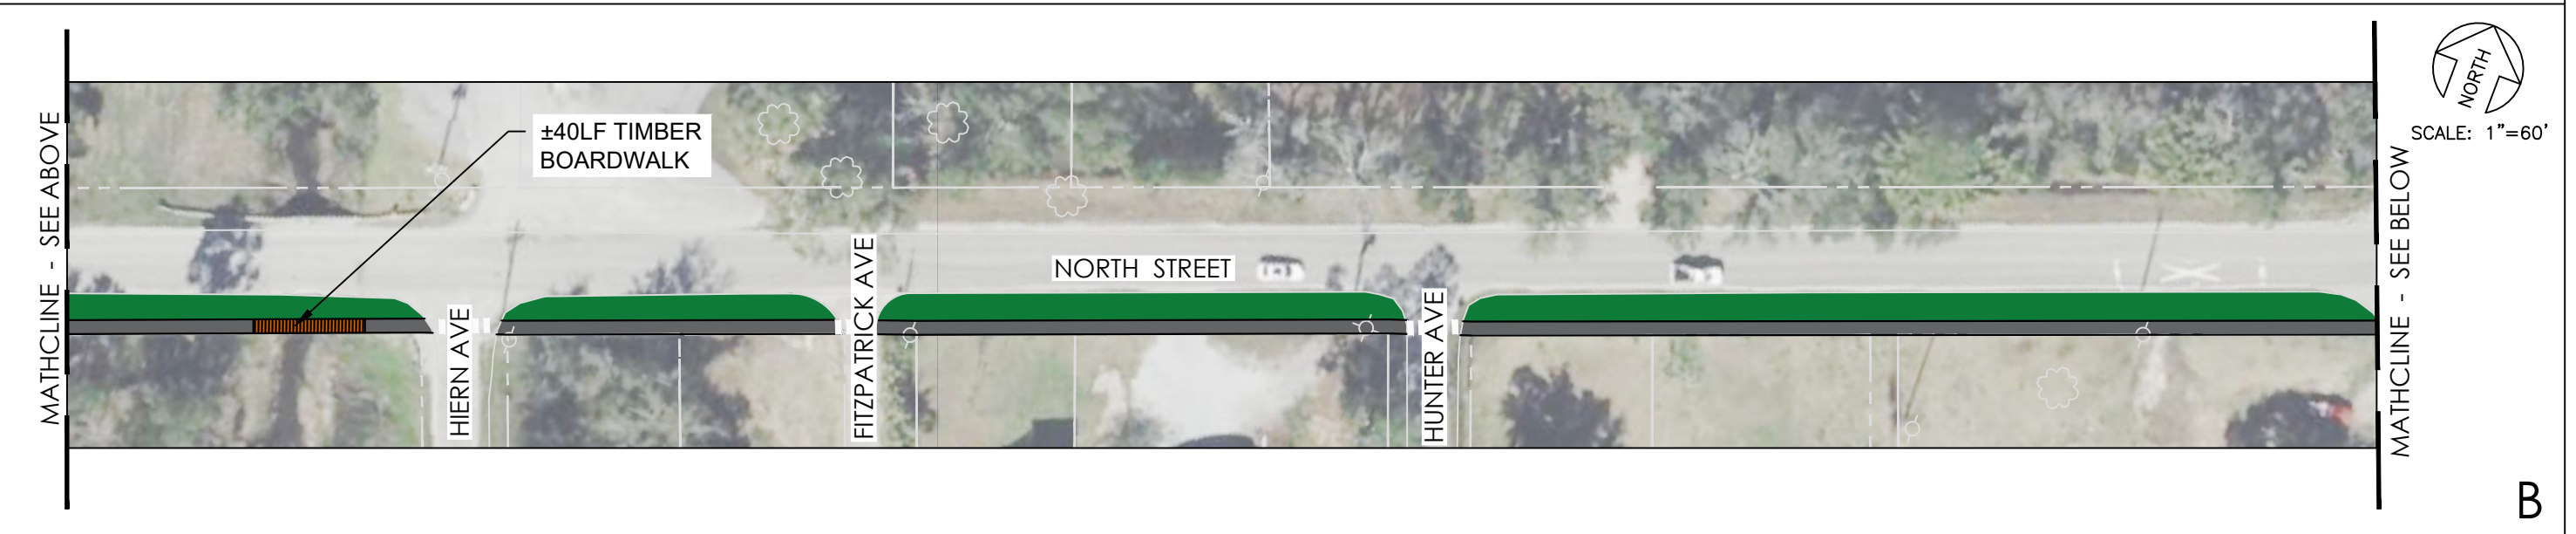 MATHCLINE - SEE ABOVE
±40LF TIMBER
BOARDWALK
HIERN AVE
FITZPATRICK AVE
NORTH STREET
HUNTER AVE
MATHCLINE - SEE BELOW
NORTH
SCALE: 1"=60'
B